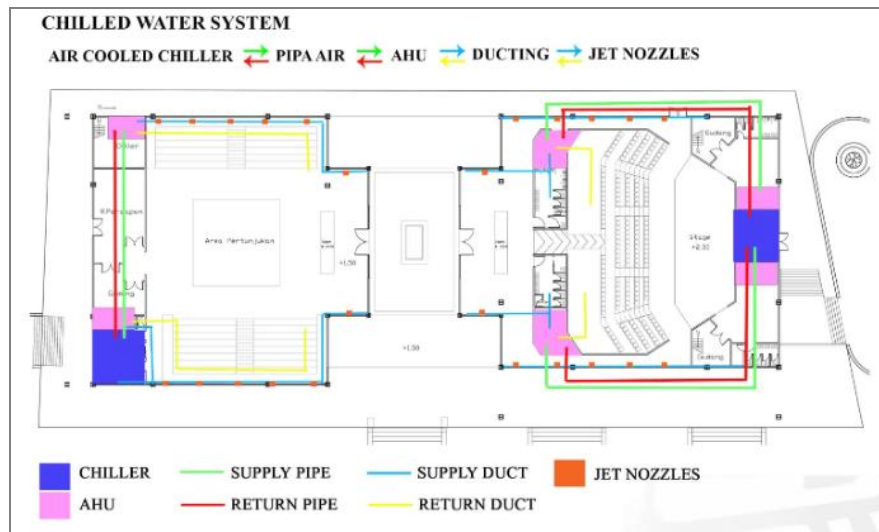 CHILLED WATER SYSTEM
AIR COOLED CHILLER PIPA AIR AHU DUCTING JET NOZZLES
Gudang
Chiller
R.Persiapan
Area Pertunjukan
Stage
+2.00
+1.50
Gudang
+1.50
Gudang
CHILLER SUPPLY PIPE SUPPLY DUCT JET NOZZLES
AHU RETURN PIPE RETURN DUCT